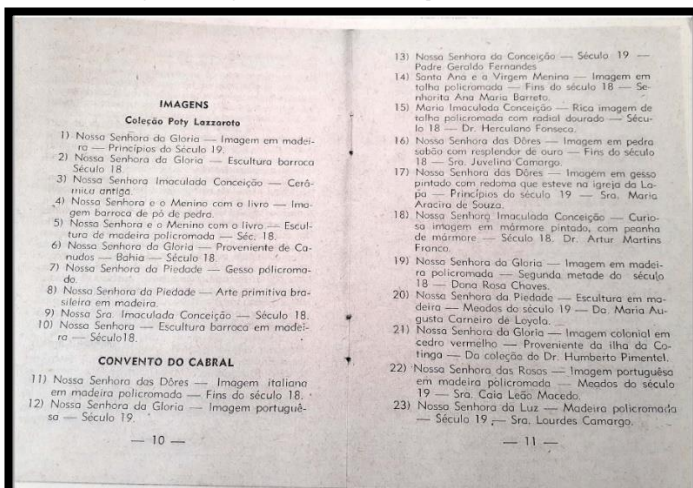 IMAGENS
Coleção Poty Lazzaroto
1) Nossa Senhora da Gloria — Imagem em madei-
ra — Princípios do Século 19.
2) Nossa Senhora da Gloria — Escultura barroca
Século 18.
3) Nossa Senhora Imaculada Conceição — Cerâ-
mica antiga.
4) Nossa Senhora e o Menino com o livro — Ima-
gem barroca de pó de pedra.
5) Nossa Senhora e o Menino com o livro — Escul-
tura de madeira policromada — Séc. 18.
6) Nossa Senhora da Gloria — Proveniente de Ca-
nudos — Bahia — Século 18.
7) Nossa Senhora da Piedade — Gesso policroma-
do.
8) Nossa Senhora da Piedade — Arte primitiva bra-
sileira em madeira.
9) Nossa Sra. Imaculada Conceição — Século 18.
10) Nossa Senhora — Escultura barroca em madei-
ra — Século18.
CONVENTO DO CABRAL
11) Nossa Senhora das Dôres — Imagem italiana
em madeira policromada — Fins do século 18.
12) Nossa Senhora da Gloria — Imagem portuguê-
sa — Século 19.
— 10 —
13) Nossa Senhora da Conceição — Século 19 —
Padre Geraldo Fernandes
14) Santa Ana e a Virgem Menina — Imagem em
talha policromada — Fins do século 18 — Se-
nhorita Ana Maria Barreto.
15) Maria Imaculada Conceição — Rica imagem de
talha policromada com radial dourado — Sécu-
lo 18 — Dr. Herculano Fonseca.
16) Nossa Senhora das Dôres — Imagem em pedra
sabão com resplendor de ouro — Fins do século
18 — Sra. Juvelina Camargo.
17) Nossa Senhora das Dôres — Imagem em gesso
pintado com redoma que esteve na igreja da La-
pa — Princípios do século 19 — Sra. Maria
Aracira de Souza.
18) Nossa Senhora Imaculada Conceição — Curio-
sa imagem em mármore pintado, com peanha
de mármore — Século 18. Dr. Artur Martins
Franco.
19) Nossa Senhora da Gloria — Imagem em madei-
ra policromada — Segunda metade do século
18 — Dona Rosa Chaves.
20) Nossa Senhora da Piedade — Escultura em ma-
deira — Meados do século 19 — Da. Maria Au-
gusta Carneiro de Loyola.
21) Nossa Senhora da Gloria — Imagem colonial em
cedro vermelho — Proveniente da ilha da Co-
tinga — Da coleção do Dr. Humberto Pimentel.
22) Nossa Senhora das Rosas — Imagem portuguêsa
em madeira policromada — Meados do século
19 — Sra. Caia Leão Macedo.
23) Nossa Senhora da Luz — Madeira policromada
— Século 19 — Sra. Lourdes Camargo.
— 11 —